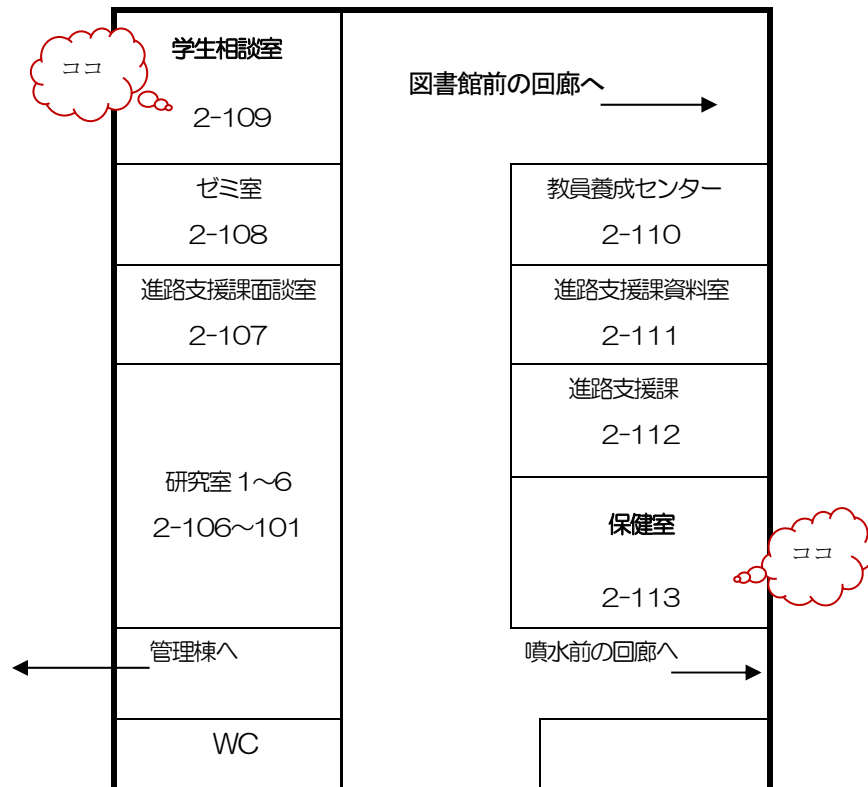 学生相談室
ココ
2-109
図書館前の回廊へ
ゼミ室
2-108
教員養成センター
2-110
進路支援課面談室
2-107
進路支援課資料室
2-111
進路支援課
2-112
研究室 1～6
2-106～101
保健室
ココ
2-113
管理棟へ
噴水前の回廊へ
WC